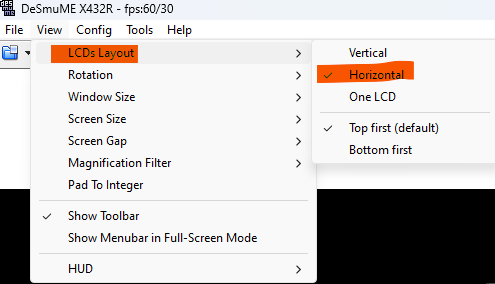 DeSmuME X432R - fps:60/30
File View Config Tools Help
LCDs Layout
Rotation
Window Size
Screen Size
Screen Gap
Magnification Filter
Pad To Integer
Show Toolbar
Show Menubar in Full-Screen Mode
HUD
Vertical
Horizontal
One LCD
Top first (default)
Bottom first